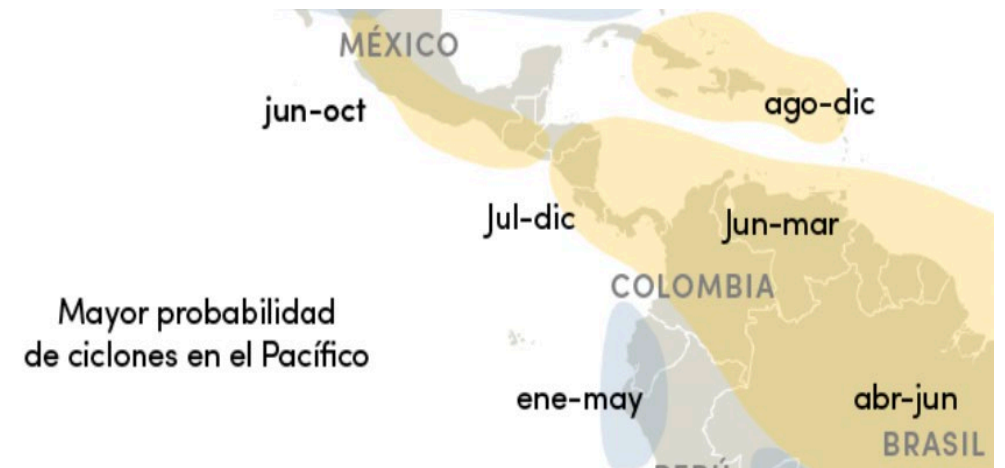 MÉXICO
jun-oct
ago-dic
Jul-dic
Jun-mar
COLOMBIA
Mayor probabilidad
de ciclones en el Pacífico
ene-may
abr-jun
BRASIL
PERÚ